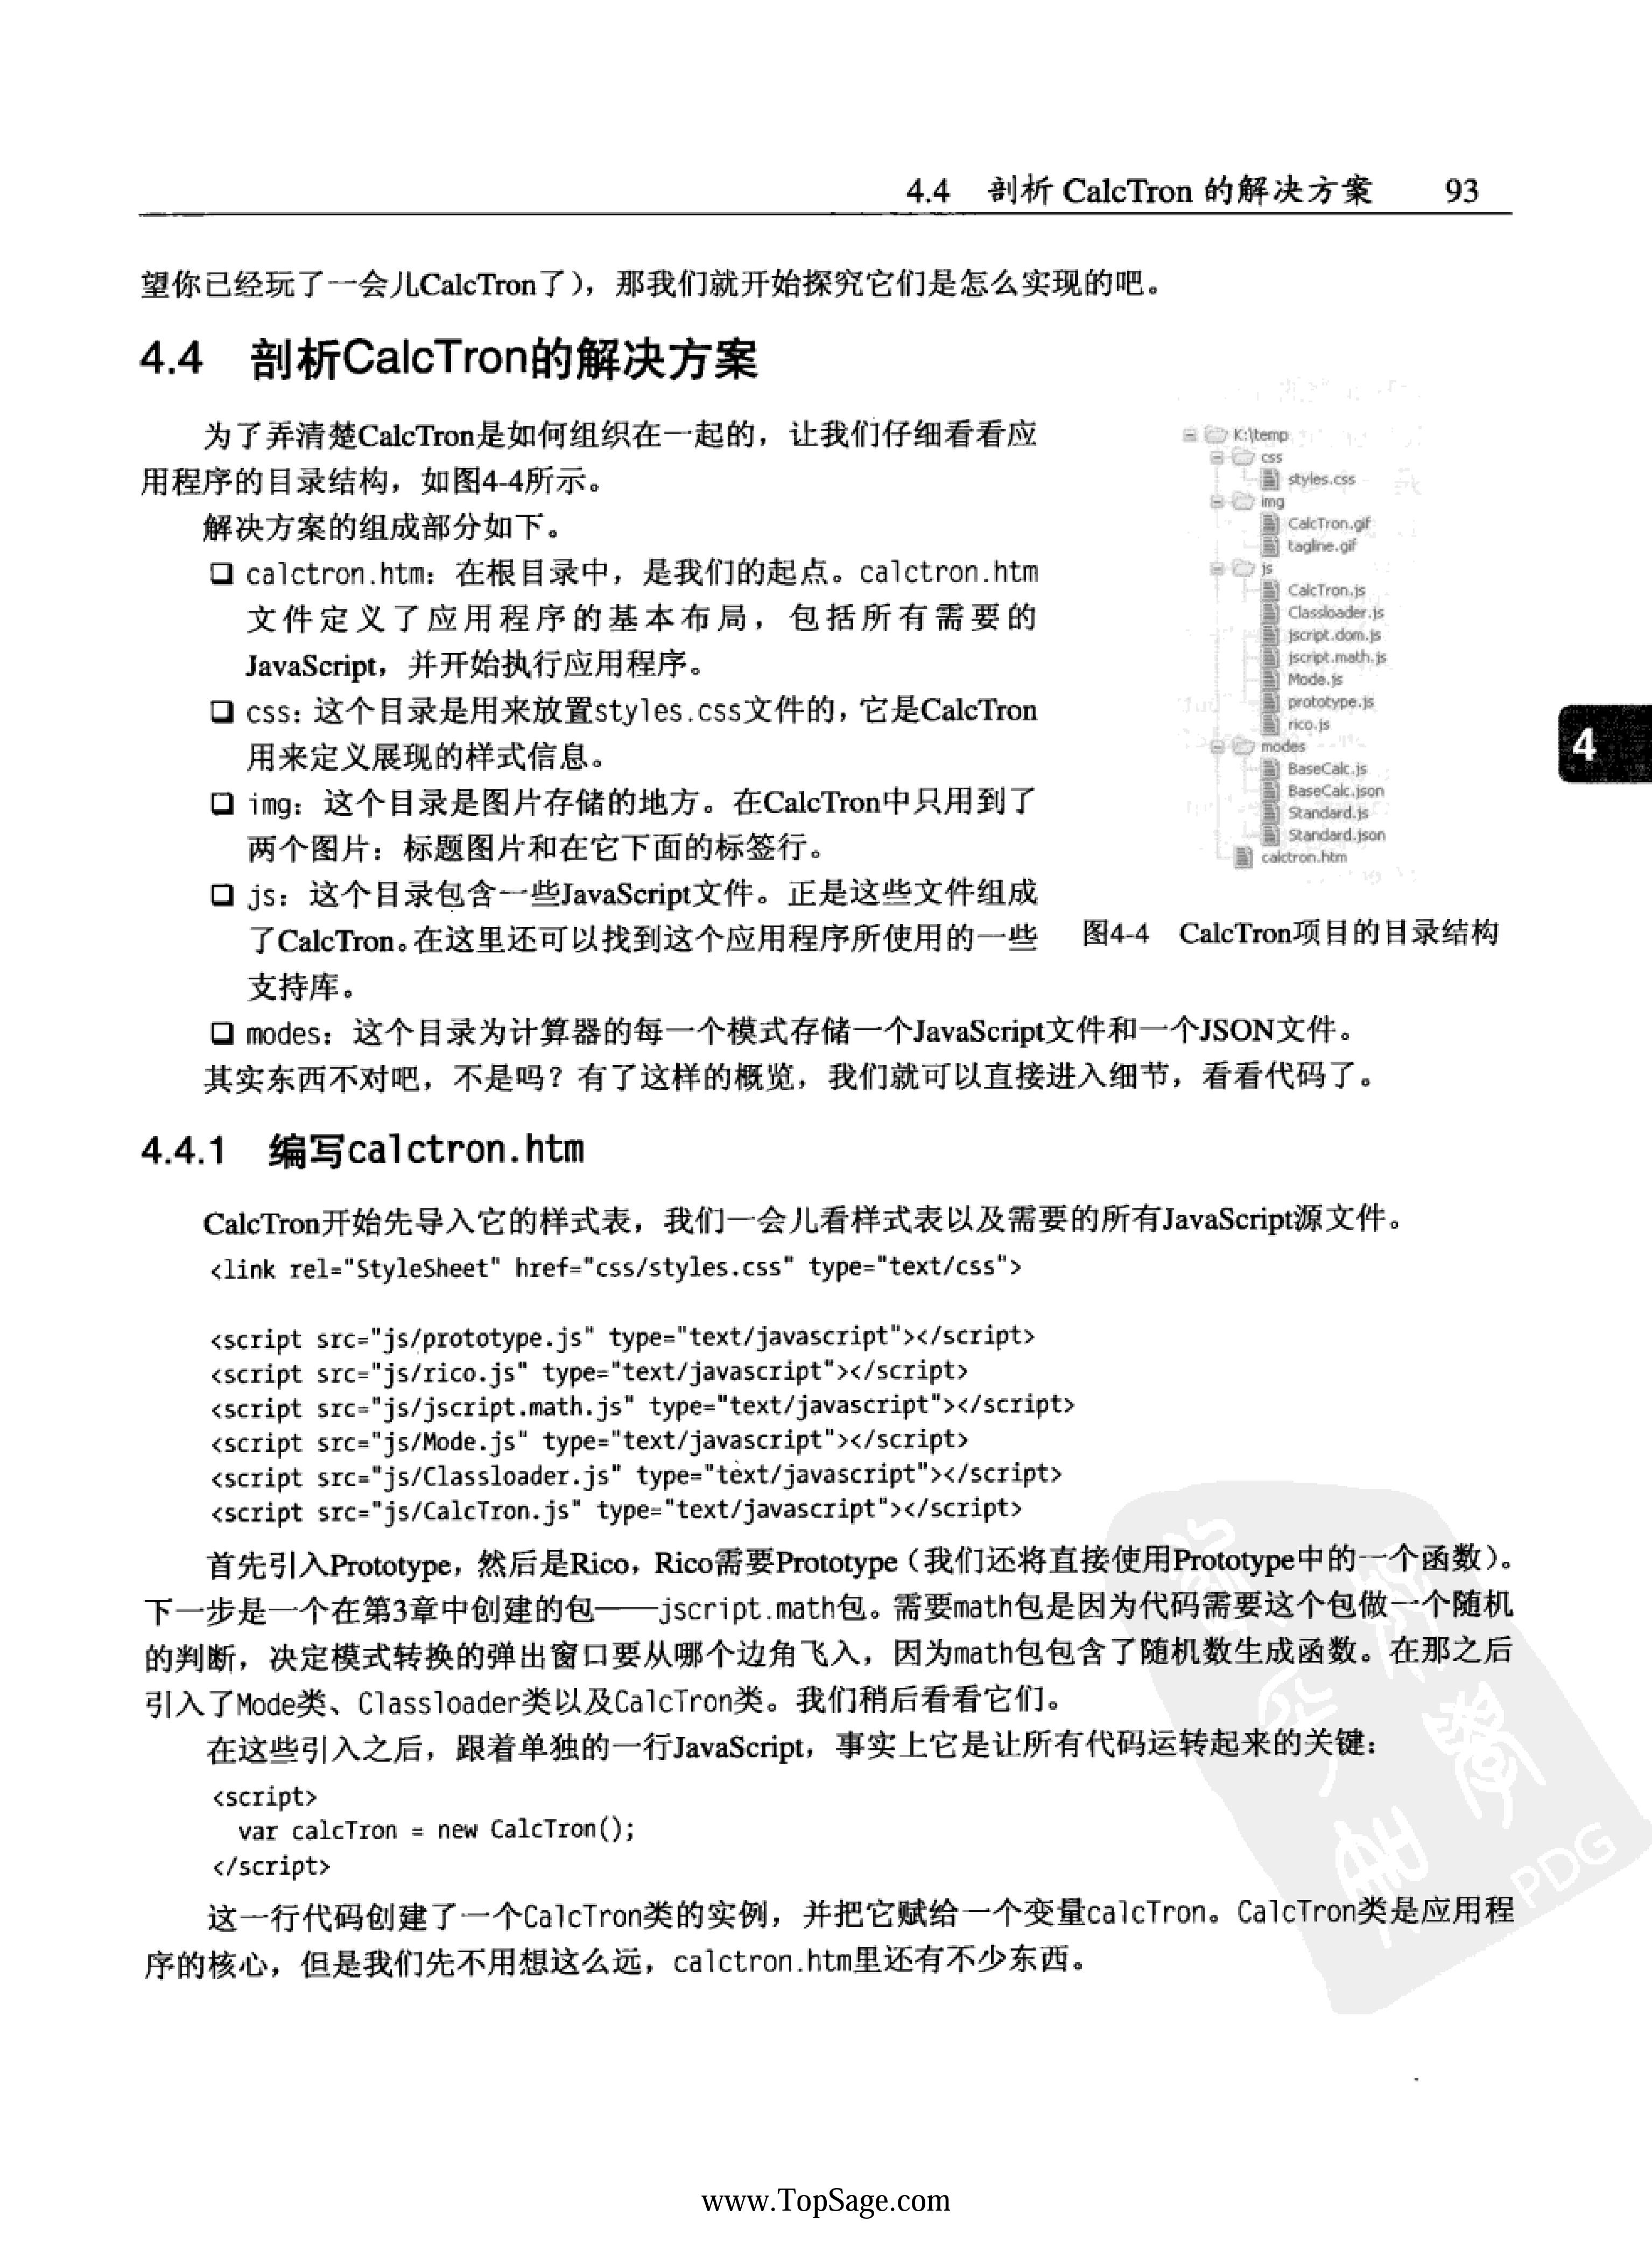 4.4 剖析 CalcTron 的解决方案 93
望你已经玩了一会儿CalcTron了），那我们就开始探究它们是怎么实现的吧。
4.4 剖析CalcTron的解决方案
为了弄清楚CalcTron是如何组织在一起的，让我们仔细看看应
用程序的目录结构，如图4-4所示。
解决方案的组成部分如下。
❑ calctron.htm：在根目录中，是我们的起点。calctron.htm
文件定义了应用程序的基本布局，包括所有需要的
JavaScript，并开始执行应用程序。
❑ css：这个目录是用来放置styles.css文件的，它是CalcTron
用来定义展现的样式信息。
❑ img：这个目录是图片存储的地方。在CalcTron中只用到了
两个图片：标题图片和在它下面的标签行。
❑ js：这个目录包含一些JavaScript文件。正是这些文件组成
了CalcTron。在这里还可以找到这个应用程序所使用的一些
支持库。
K:\temp
css
styles.css
img
CalcTron.gif
tagline.gif
js
CalcTron.js
Classloader.js
jscript.dom.js
jscript.math.js
Mode.js
prototype.js
rico.js
modes
BaseCalc.js
BaseCalc.json
Standard.js
Standard.json
calctron.htm
图4-4 CalcTron项目的目录结构
4
❑ modes：这个目录为计算器的每一个模式存储一个JavaScript文件和一个JSON文件。
其实东西不对吧，不是吗？有了这样的概览，我们就可以直接进入细节，看看代码了。
4.4.1 编写calctron.htm
CalcTron开始先导入它的样式表，我们一会儿看样式表以及需要的所有JavaScript源文件。
<link rel="StyleSheet" href="css/styles.css" type="text/css">
<script src="js/prototype.js" type="text/javascript"></script>
<script src="js/rico.js" type="text/javascript"></script>
<script src="js/jscript.math.js" type="text/javascript"></script>
<script src="js/Mode.js" type="text/javascript"></script>
<script src="js/Classloader.js" type="text/javascript"></script>
<script src="js/CalcTron.js" type="text/javascript"></script>
首先引入Prototype，然后是Rico，Rico需要Prototype（我们还将直接使用Prototype中的一个函数）。
下一步是一个在第3章中创建的包——jscript.math包。需要math包是因为代码需要这个包做一个随机
的判断，决定模式转换的弹出窗口要从哪个边角飞入，因为math包包含了随机数生成函数。在那之后
引入了Mode类、Classloader类以及CalcTron类。我们稍后看看它们。
在这些引入之后，跟着单独的一行JavaScript，事实上它是让所有代码运转起来的关键：
<script>
var calcTron = new CalcTron();
</script>
这一行代码创建了一个CalcTron类的实例，并把它赋给一个变量calcTron。CalcTron类是应用程
序的核心，但是我们先不用想这么远，calctron.htm里还有不少东西。
PDG
www.TopSage.com